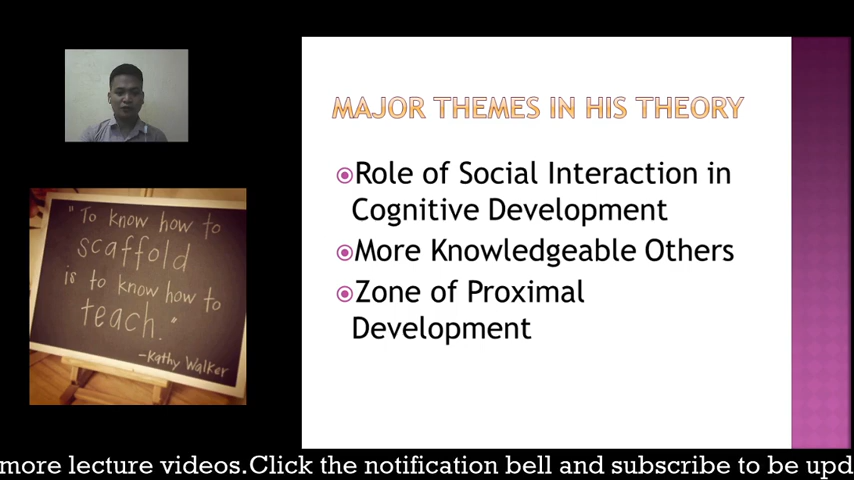 MAJOR THEMES IN HIS THEORY
Role of Social Interaction in
Cognitive Development
More Knowledgeable Others
Zone of Proximal
Development
"To know how to
scaffold
is to know how to
teach."
-Kathy Walker
more lecture videos.Click the notification bell and subscribe to be upd